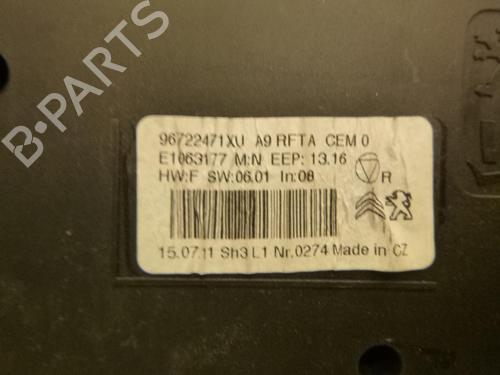 96722471XU A9 RFTA CEM 0
E1063177 M:N EEP: 13.16
HW:F SW:06.01 In:08
R
15.07.11 Sh3 L1 Nr.0274 Made in CZ
B-PARTS